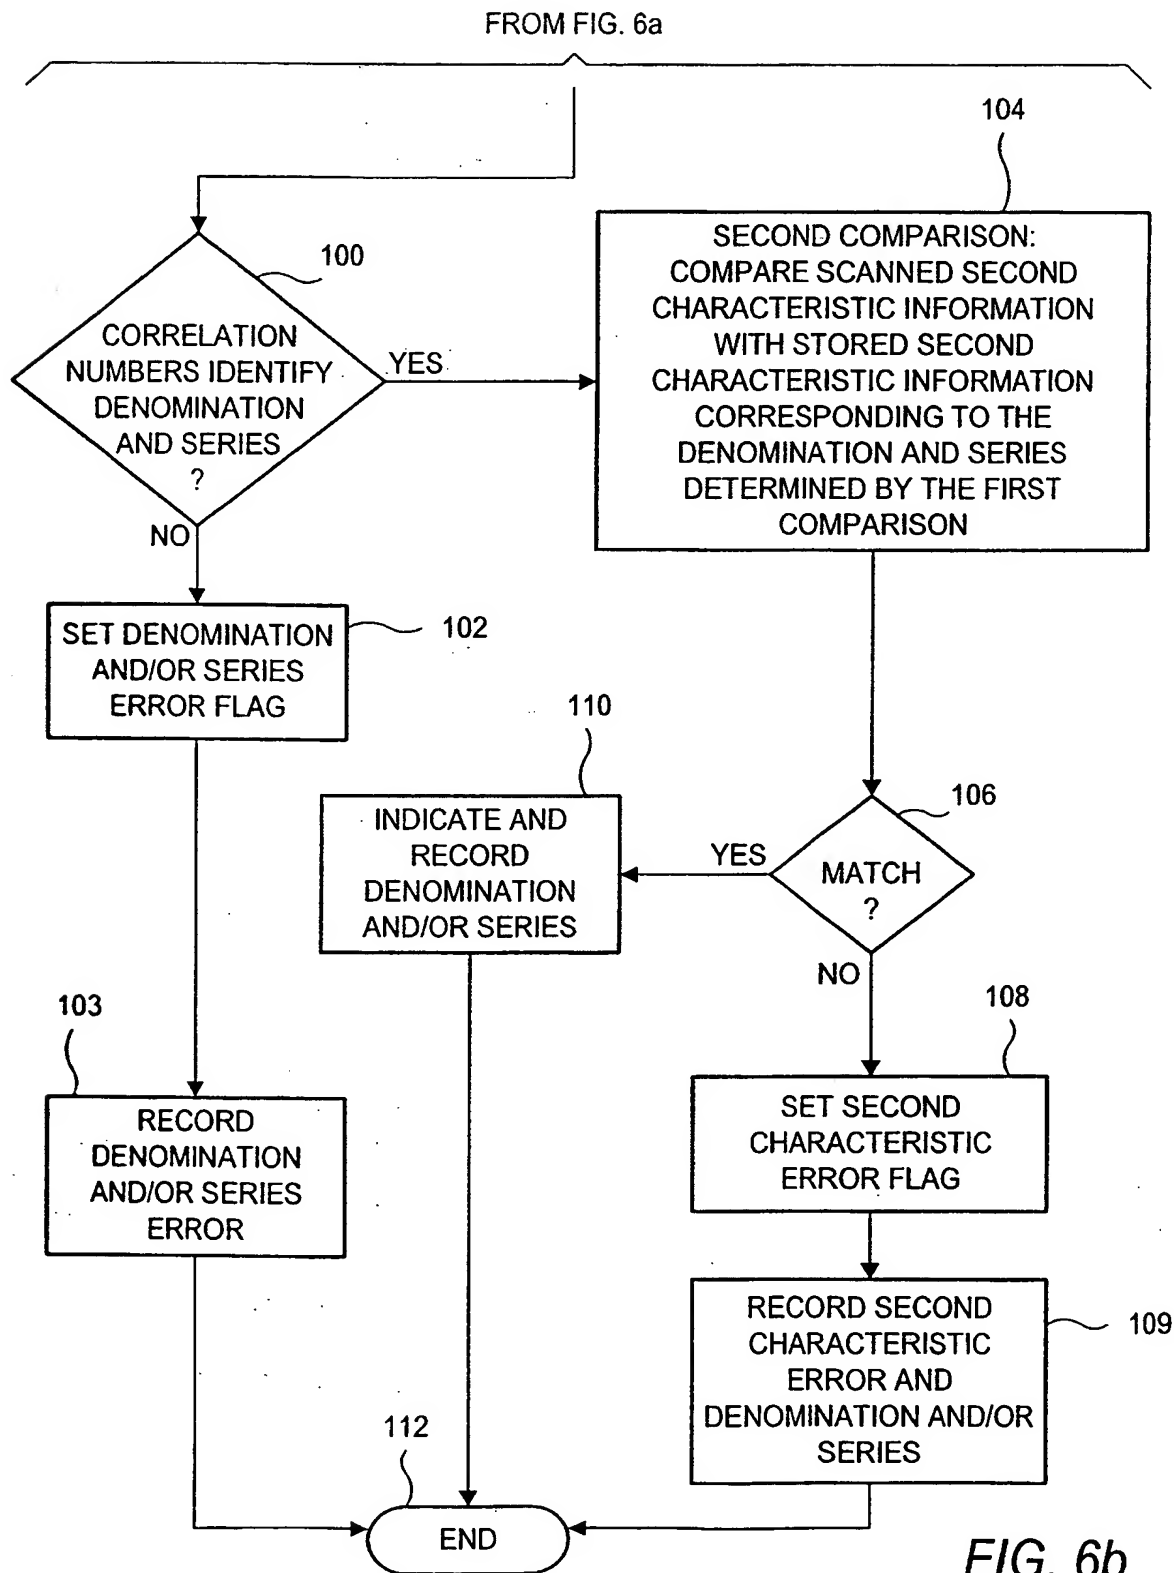 FROM FIG. 6a
104
100
CORRELATION
NUMBERS IDENTIFY
DENOMINATION
AND SERIES
?
YES
NO
SECOND COMPARISON:
COMPARE SCANNED SECOND
CHARACTERISTIC INFORMATION
WITH STORED SECOND
CHARACTERISTIC INFORMATION
CORRESPONDING TO THE
DENOMINATION AND SERIES
DETERMINED BY THE FIRST
COMPARISON
SET DENOMINATION
AND/OR SERIES
ERROR FLAG
102
110
INDICATE AND
RECORD
DENOMINATION
AND/OR SERIES
YES
106
MATCH
?
NO
103
RECORD
DENOMINATION
AND/OR SERIES
ERROR
108
SET SECOND
CHARACTERISTIC
ERROR FLAG
RECORD SECOND
CHARACTERISTIC
ERROR AND
DENOMINATION AND/OR
SERIES
109
112
END
FIG. 6b